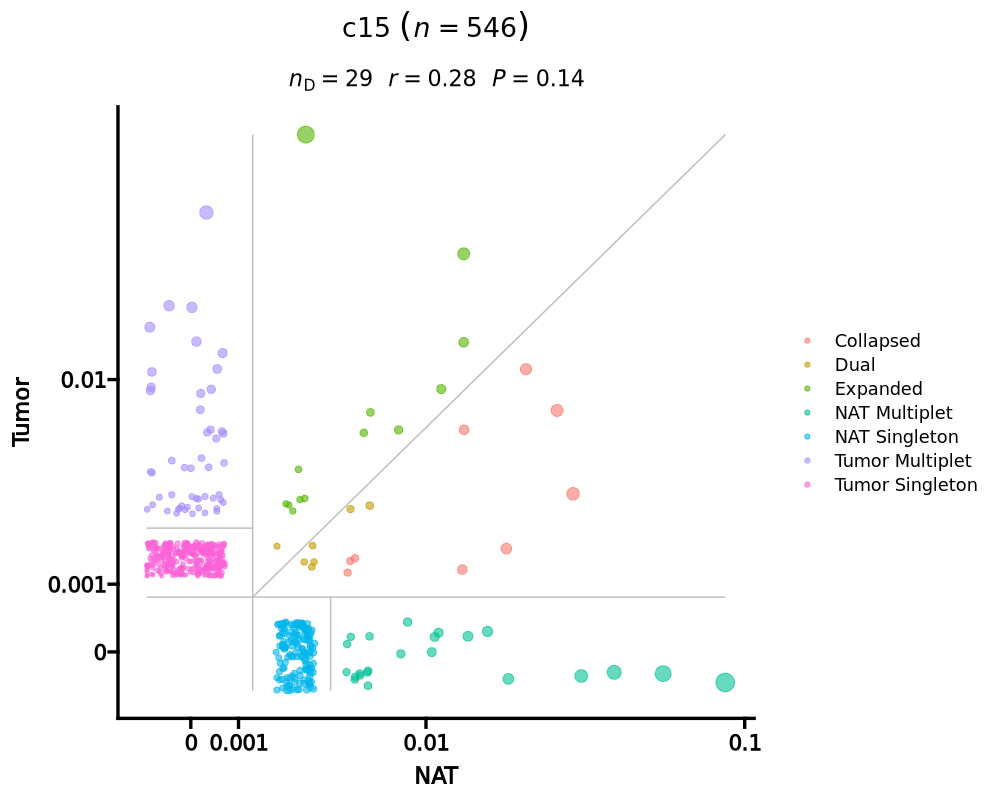 c15 (n = 546)
n_D = 29 r = 0.28 P = 0.14
Tumor
0.01
0.001
0
0 0.001 0.01 0.1
NAT
Collapsed
Dual
Expanded
NAT Multiplet
NAT Singleton
Tumor Multiplet
Tumor Singleton